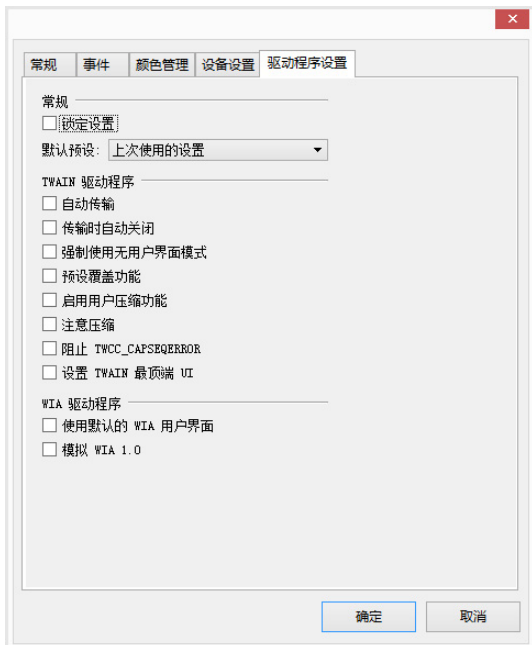 常规 事件 颜色管理 设备设置 驱动程序设置
常规
锁定设置
默认预设: 上次使用的设置
TWAIN 驱动程序
自动传输
传输时自动关闭
强制使用无用户界面模式
预设覆盖功能
启用用户压缩功能
注意压缩
阻止 TWCC_CAPSEQERROR
设置 TWAIN 最顶端 UI
WIA 驱动程序
使用默认的 WIA 用户界面
模拟 WIA 1.0
确定 取消